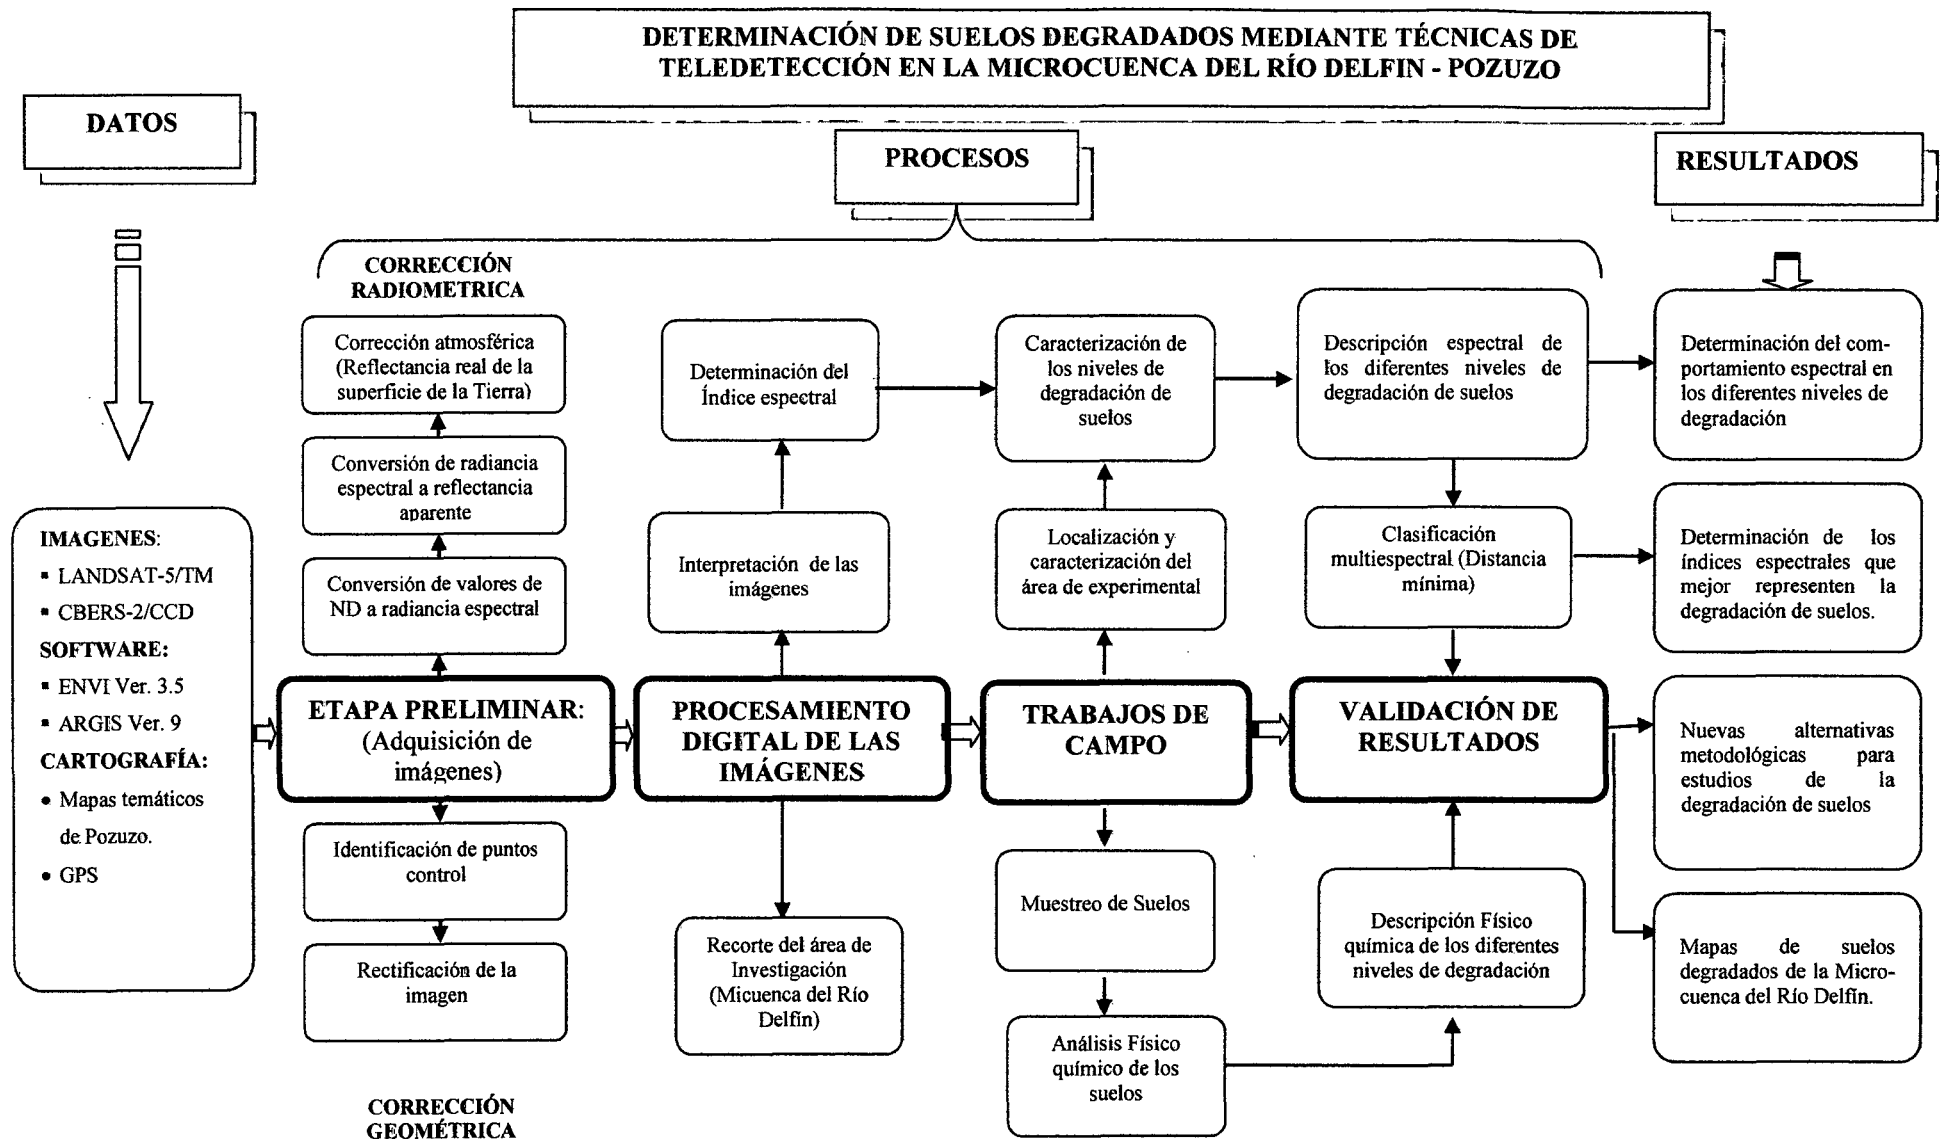 DETERMINACIÓN DE SUELOS DEGRADADOS MEDIANTE TÉCNICAS DE
TELEDETECCIÓN EN LA MICROCUENCA DEL RÍO DELFIN - POZUZO
DATOS
PROCESOS
RESULTADOS
IMAGENES:
▪ LANDSAT-5/TM
▪ CBERS-2/CCD
SOFTWARE:
▪ ENVI Ver. 3.5
▪ ARGIS Ver. 9
CARTOGRAFÍA:
• Mapas temáticos
de Pozuzo.
• GPS
CORRECCIÓN
RADIOMETRICA
Corrección atmosférica
(Reflectancia real de la
superficie de la Tierra)
Conversión de radiancia
espectral a reflectancia
aparente
Conversión de valores de
ND a radiancia espectral
ETAPA PRELIMINAR:
(Adquisición de
imágenes)
Identificación de puntos
control
Rectificación de la
imagen
CORRECCIÓN
GEOMÉTRICA
Determinación del
Índice espectral
Interpretación de las
imágenes
PROCESAMIENTO
DIGITAL DE LAS
IMÁGENES
Recorte del área de
Investigación
(Micuenca del Río
Delfín)
Caracterización de
los niveles de
degradación de
suelos
Localización y
caracterización del
área de experimental
TRABAJOS DE
CAMPO
Muestreo de Suelos
Análisis Físico
químico de los
suelos
Descripción espectral de
los diferentes niveles de
degradación de suelos
Clasificación
multiespectral (Distancia
mínima)
VALIDACIÓN DE
RESULTADOS
Descripción Físico
química de los diferentes
niveles de degradación
Determinación del com-
portamiento espectral en
los diferentes niveles de
degradación
Determinación de los
índices espectrales que
mejor representen la
degradación de suelos.
Nuevas alternativas
metodológicas para
estudios de la
degradación de suelos
Mapas de suelos
degradados de la Micro-
cuenca del Río Delfín.